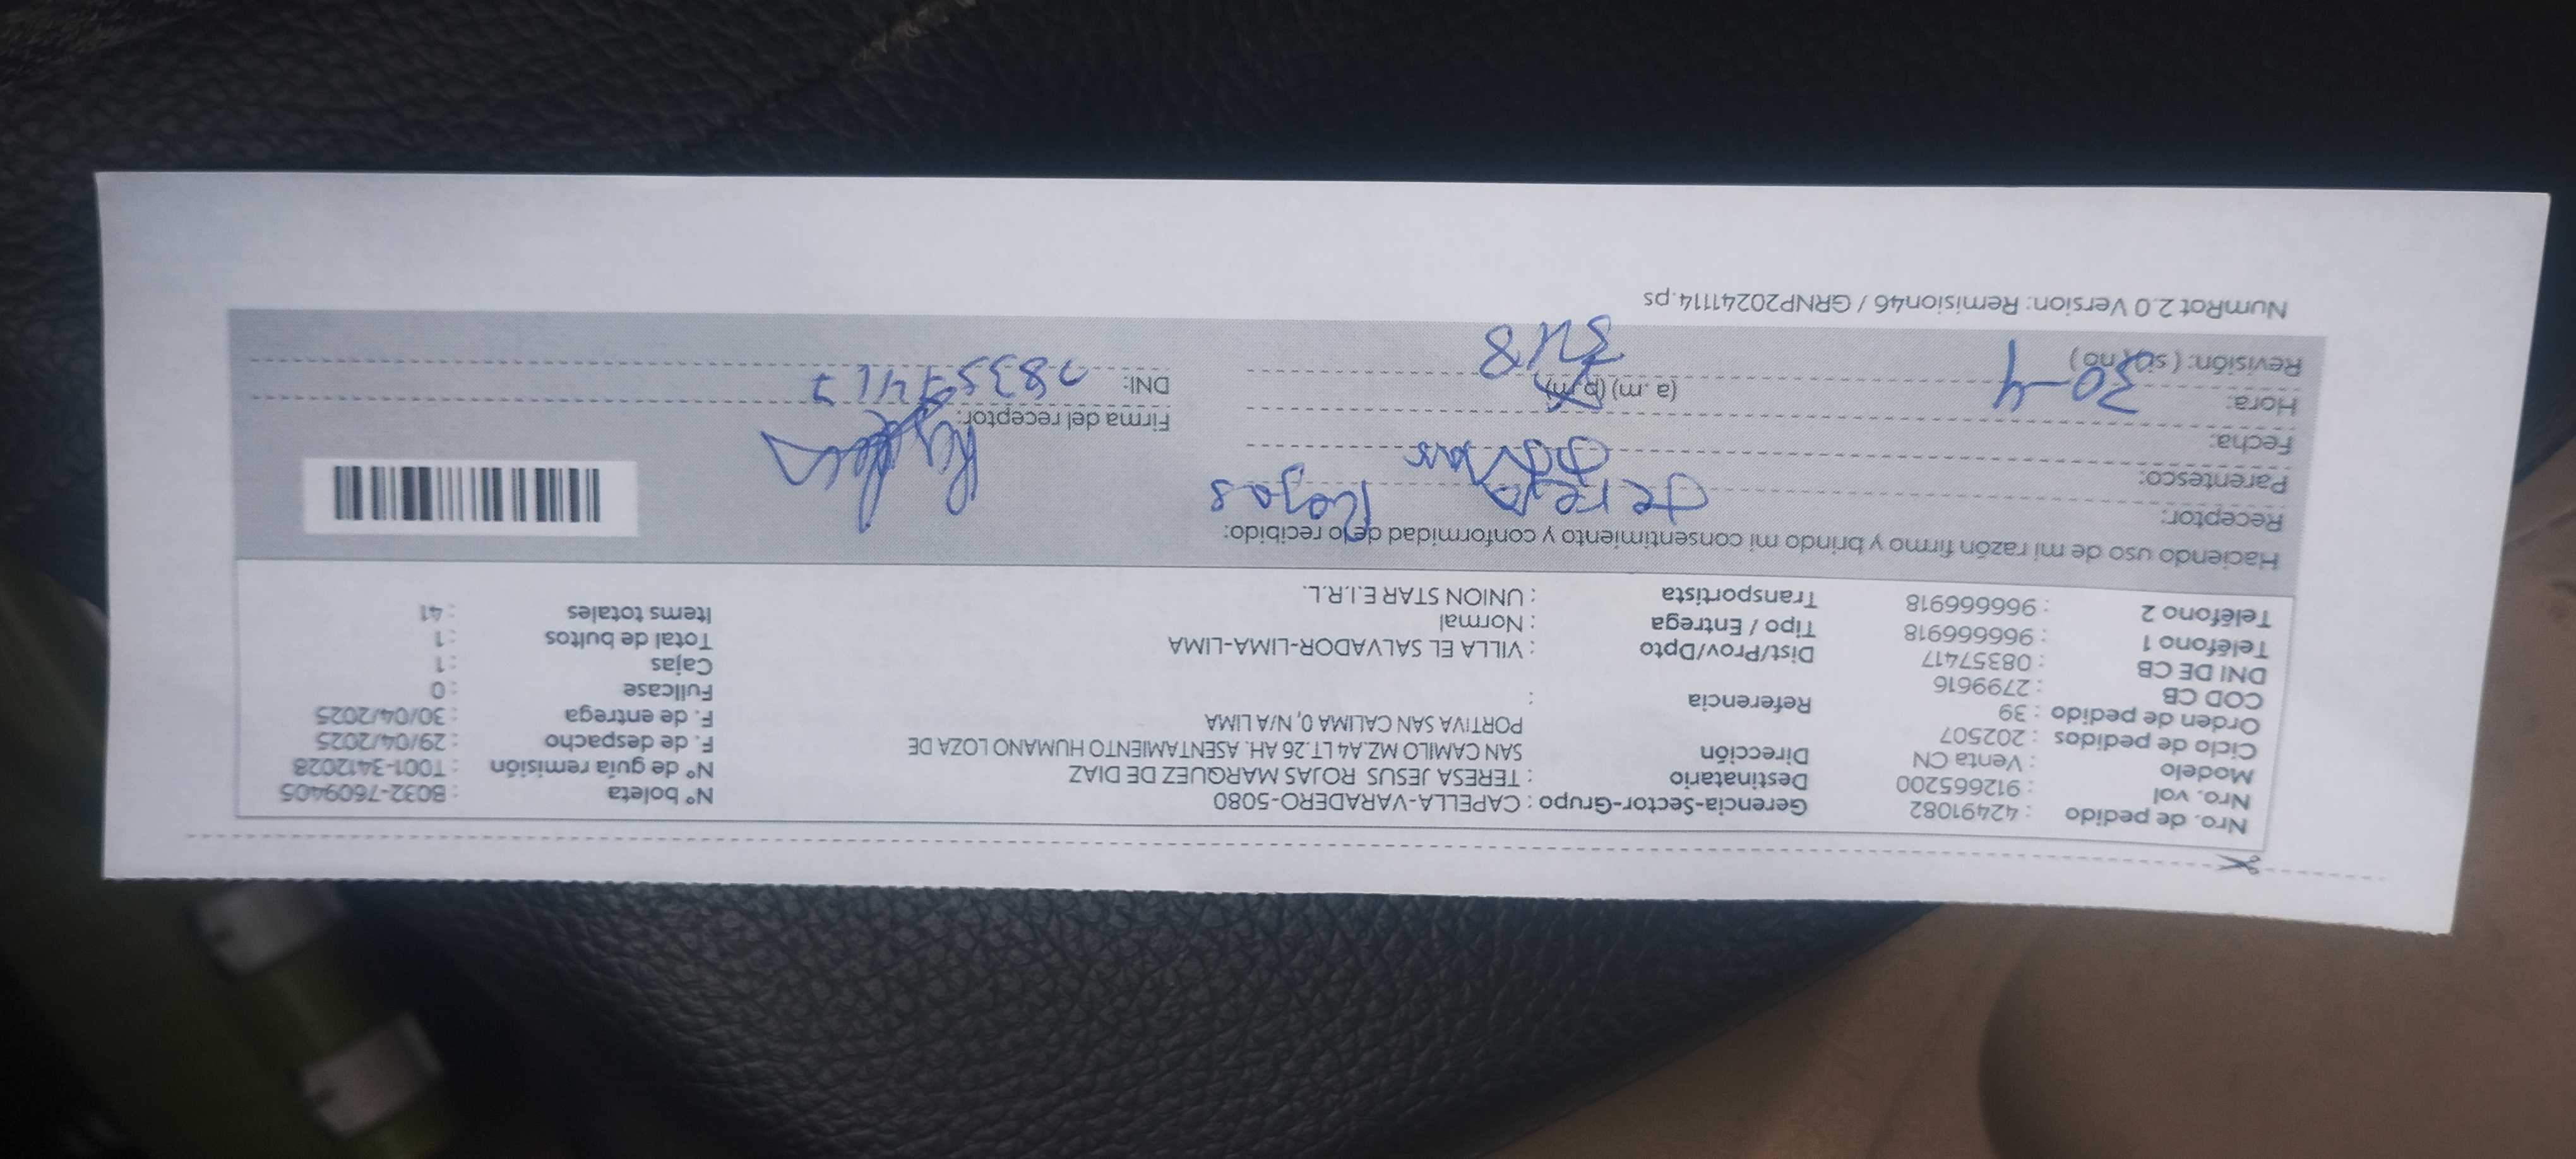 Nro. de pedido : 42491082 Gerencia-Sector-Grupo : CAPELLA-VARADERO-5080 N° boleta : B032-7609405
Nro. vol : 912665200 Destinatario : TERESA JESUS ROJAS MARQUEZ DE DIAZ N° de guía remisión : T001-3412028
Modelo : Venta CN Dirección SAN CAMILO MZ.A4 LT.26 AH. ASENTAMIENTO HUMANO LOZA DE F. de despacho : 29/04/2025
Ciclo de pedidos : 202507 PORTIVA SAN CALIMA 0, N/A LIMA F. de entrega : 30/04/2025
Orden de pedido : 39 Referencia : Fullcase : 0
COD CB : 2799616 Cajas : 1
DNI DE CB : 08357417 Dist/Prov/Dpto : VILLA EL SALVADOR-LIMA-LIMA Total de bultos : 1
Teléfono 1 : 966666918 Tipo / Entrega : Normal Items totales : 41
Teléfono 2 : 966666918 Transportista : UNION STAR E.I.R.L.
Haciendo uso de mi razón firmo y brindo mi consentimiento y conformidad de lo recibido:
Receptor: Teresa Rojas
Parentesco:
Fecha: 30-4 Firma del receptor:
Hora: (a.m) (p.m) DNI: 08357417
Revisión: ( si ) ( no )
NumRot 2.0 Version: Remision46 / GRNP20241114.ps